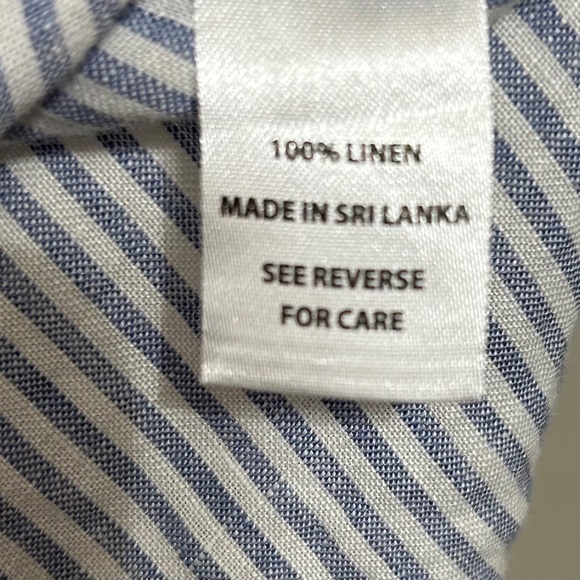 100% LINEN
MADE IN SRI LANKA
SEE REVERSE
FOR CARE